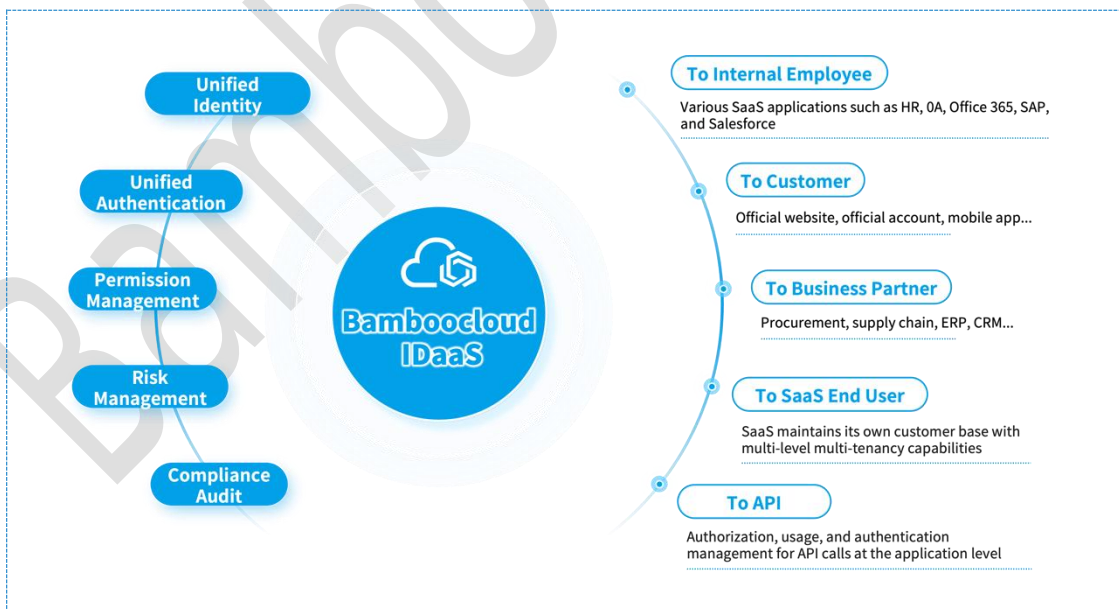 Unified
Identity
Unified
Authentication
Permission
Management
Risk
Management
Compliance
Audit
Bamboocloud
IDaaS
To Internal Employee
Various SaaS applications such as HR, 0A, Office 365, SAP,
and Salesforce
To Customer
Official website, official account, mobile app...
To Business Partner
Procurement, supply chain, ERP, CRM...
To SaaS End User
SaaS maintains its own customer base with
multi-level multi-tenancy capabilities
To API
Authorization, usage, and authentication
management for API calls at the application level